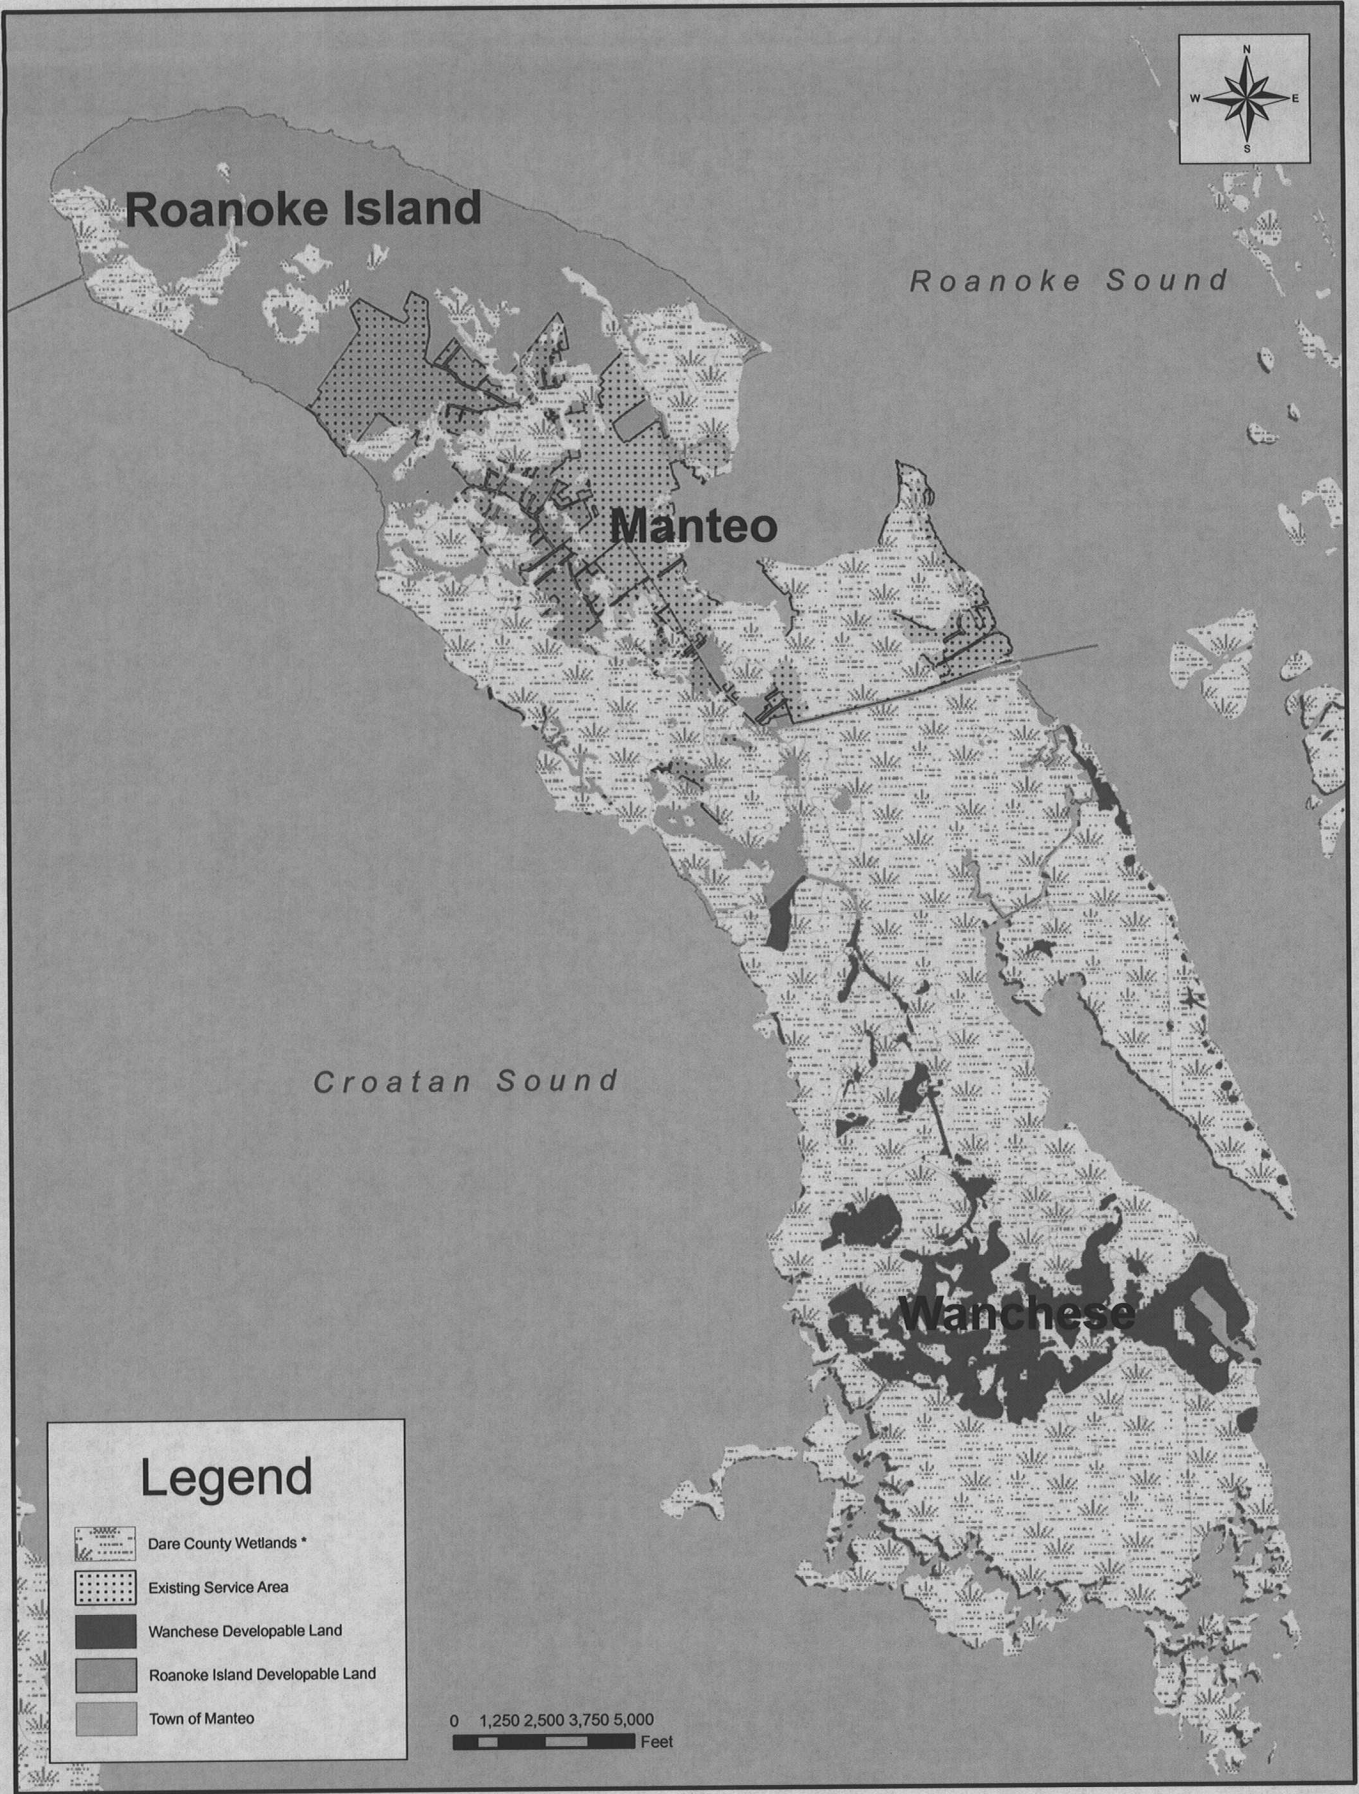 N
W E
S
Roanoke Island
Roanoke Sound
Manteo
Croatan Sound
Wanchese
Legend
Dare County Wetlands *
Existing Service Area
Wanchese Developable Land
Roanoke Island Developable Land
Town of Manteo
0 1,250 2,500 3,750 5,000
Feet